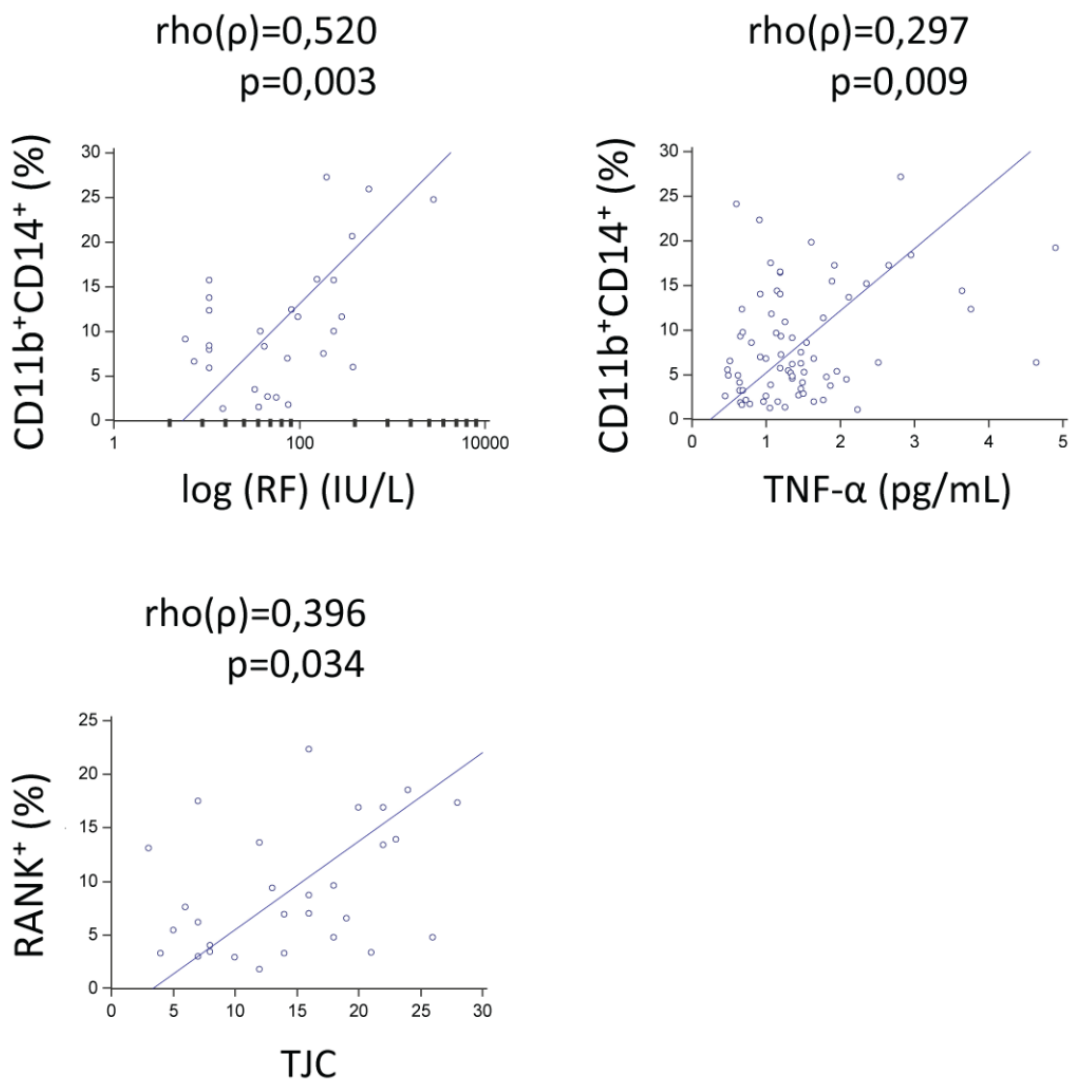 rho(ρ)=0,520
p=0,003
CD11b⁺CD14⁺ (%)
30
25
20
15
10
5
0
1 100 10000
log (RF) (IU/L)
rho(ρ)=0,297
p=0,009
CD11b⁺CD14⁺ (%)
30
25
20
15
10
5
0
0 1 2 3 4 5
TNF-α (pg/mL)
rho(ρ)=0,396
p=0,034
RANK⁺ (%)
25
20
15
10
5
0
0 5 10 15 20 25 30
TJC